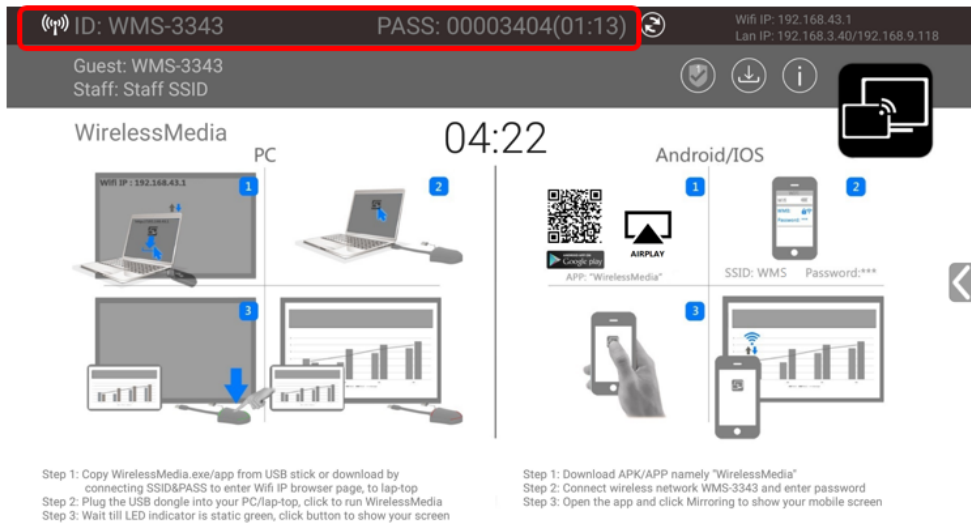 ID: WMS-3343
PASS: 00003404(01:13)
Wifi IP: 192.168.43.1
Lan IP: 192.168.3.40/192.168.9.118
Guest: WMS-3343
Staff: Staff SSID
WirelessMedia
04:22
PC
Android/IOS
Wifi IP : 192.168.43.1
1
2
3
1
2
3
Google play
AIRPLAY
APP: "WirelessMedia"
SSID: WMS Password:***
Step 1: Copy WirelessMedia.exe/app from USB stick or download by
connecting SSID&PASS to enter Wifi IP browser page, to lap-top
Step 2: Plug the USB dongle into your PC/lap-top, click to run WirelessMedia
Step 3: Wait till LED indicator is static green, click button to show your screen
Step 1: Download APK/APP namely "WirelessMedia"
Step 2: Connect wireless network WMS-3343 and enter password
Step 3: Open the app and click Mirroring to show your mobile screen